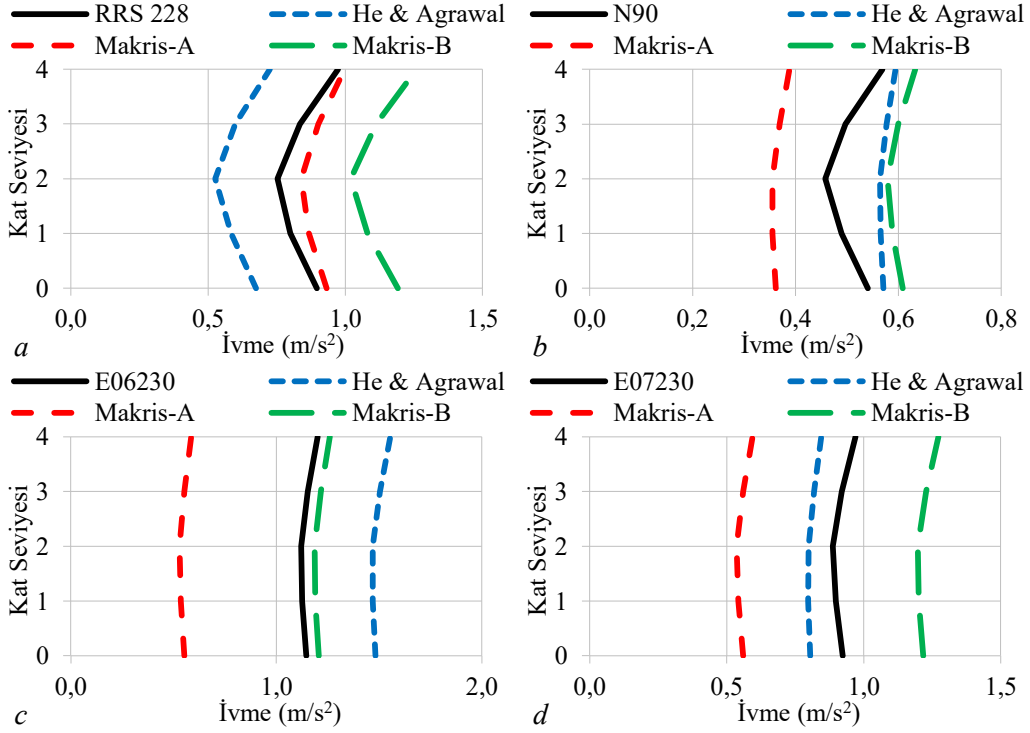 RRS 228 He & Agrawal
Makris-A Makris-B
Kat Seviyesi
4
3
2
1
0
0,0 0,5 1,0 1,5
a İvme (m/s²)
N90 He & Agrawal
Makris-A Makris-B
Kat Seviyesi
4
3
2
1
0
0,0 0,2 0,4 0,6 0,8
b İvme (m/s²)
E06230 He & Agrawal
Makris-A Makris-B
Kat Seviyesi
4
3
2
1
0
0,0 1,0 2,0
c İvme (m/s²)
E07230 He & Agrawal
Makris-A Makris-B
Kat Seviyesi
4
3
2
1
0
0,0 0,5 1,0 1,5
d İvme (m/s²)